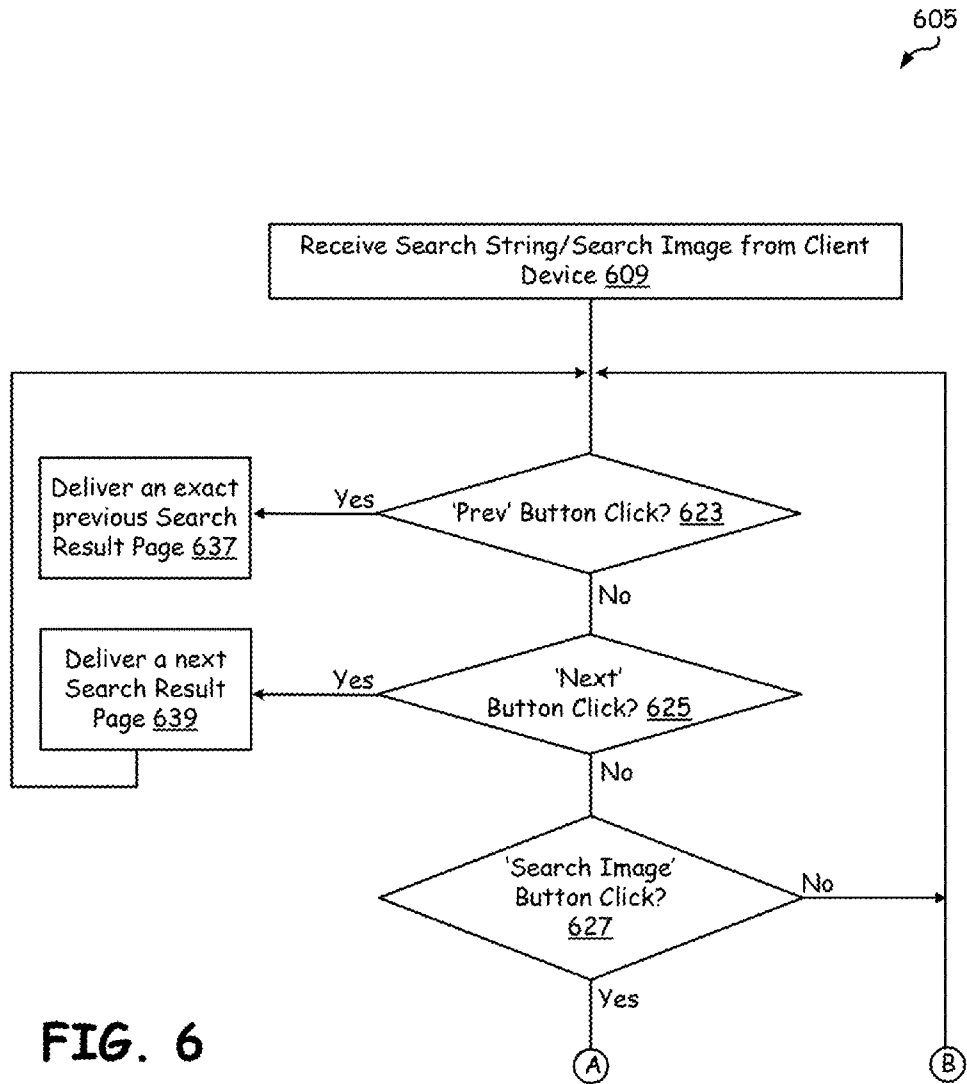 605
Receive Search String/Search Image from Client
Device 609
Deliver an exact
previous Search
Result Page 637
Yes
'Prev' Button Click? 623
No
Deliver a next
Search Result
Page 639
Yes
'Next'
Button Click? 625
No
'Search Image'
Button Click?
627
No
Yes
FIG. 6
A
B